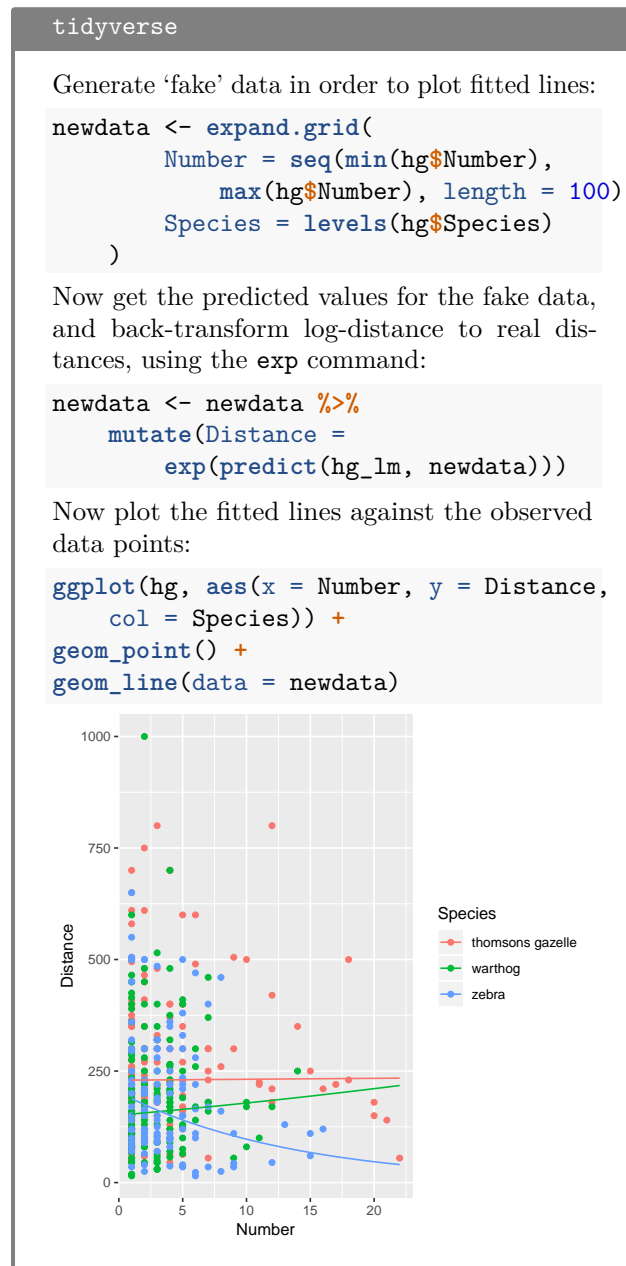 tidyverse
Generate ‘fake’ data in order to plot fitted lines:
newdata <- expand.grid(
Number = seq(min(hg$Number),
max(hg$Number), length = 100)
Species = levels(hg$Species)
)
Now get the predicted values for the fake data,
and back-transform log-distance to real dis-
tances, using the exp command:
newdata <- newdata %>%
mutate(Distance =
exp(predict(hg_lm, newdata)))
Now plot the fitted lines against the observed
data points:
ggplot(hg, aes(x = Number, y = Distance,
col = Species)) +
geom_point() +
geom_line(data = newdata)
1000
750
500
250
0
Distance
0 5 10 15 20
Number
Species
thomsons gazelle
warthog
zebra